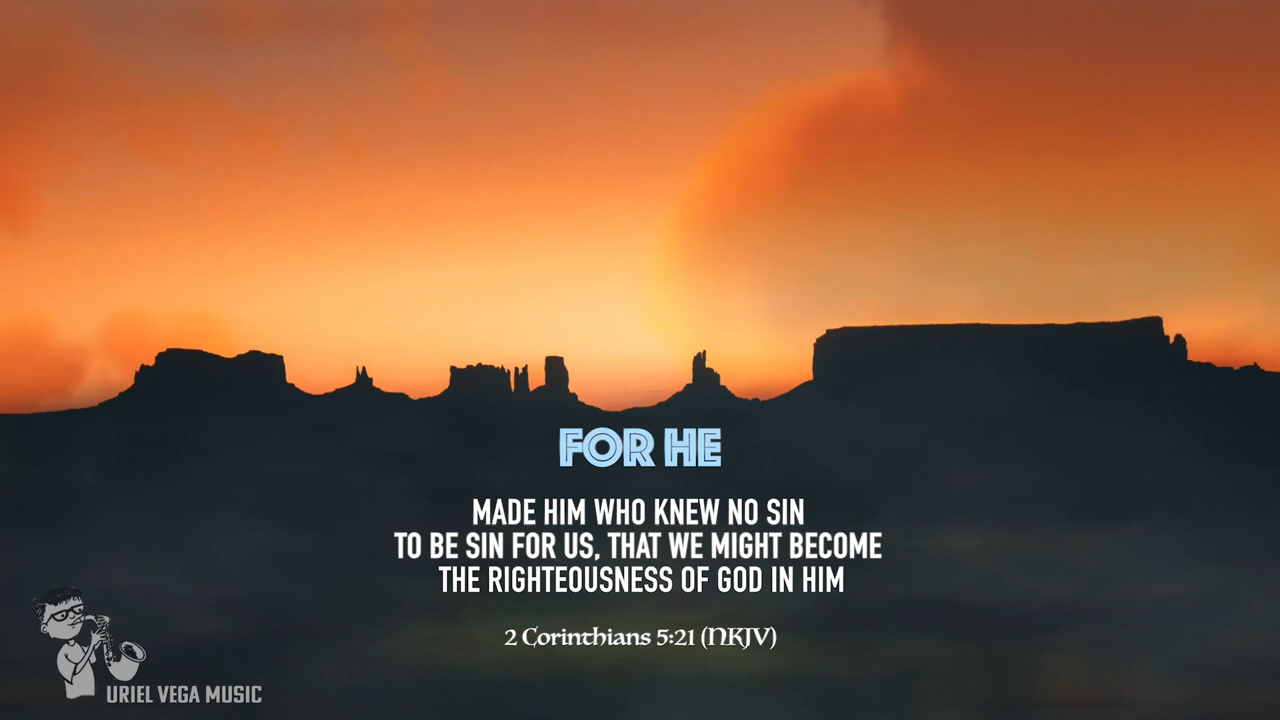 FOR HE
MADE HIM WHO KNEW NO SIN
TO BE SIN FOR US, THAT WE MIGHT BECOME
THE RIGHTEOUSNESS OF GOD IN HIM
2 Corinthians 5:21 (NKJV)
URIEL VEGA MUSIC